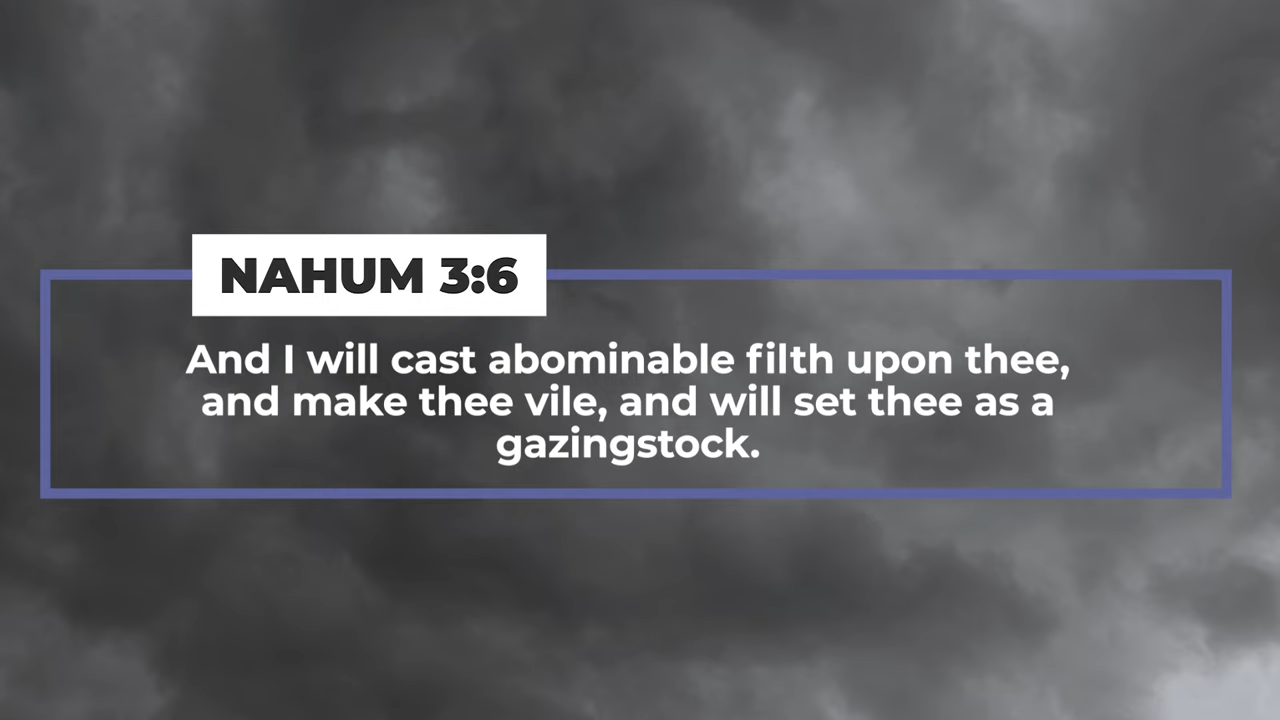 NAHUM 3:6
And I will cast abominable filth upon thee,
and make thee vile, and will set thee as a
gazingstock.